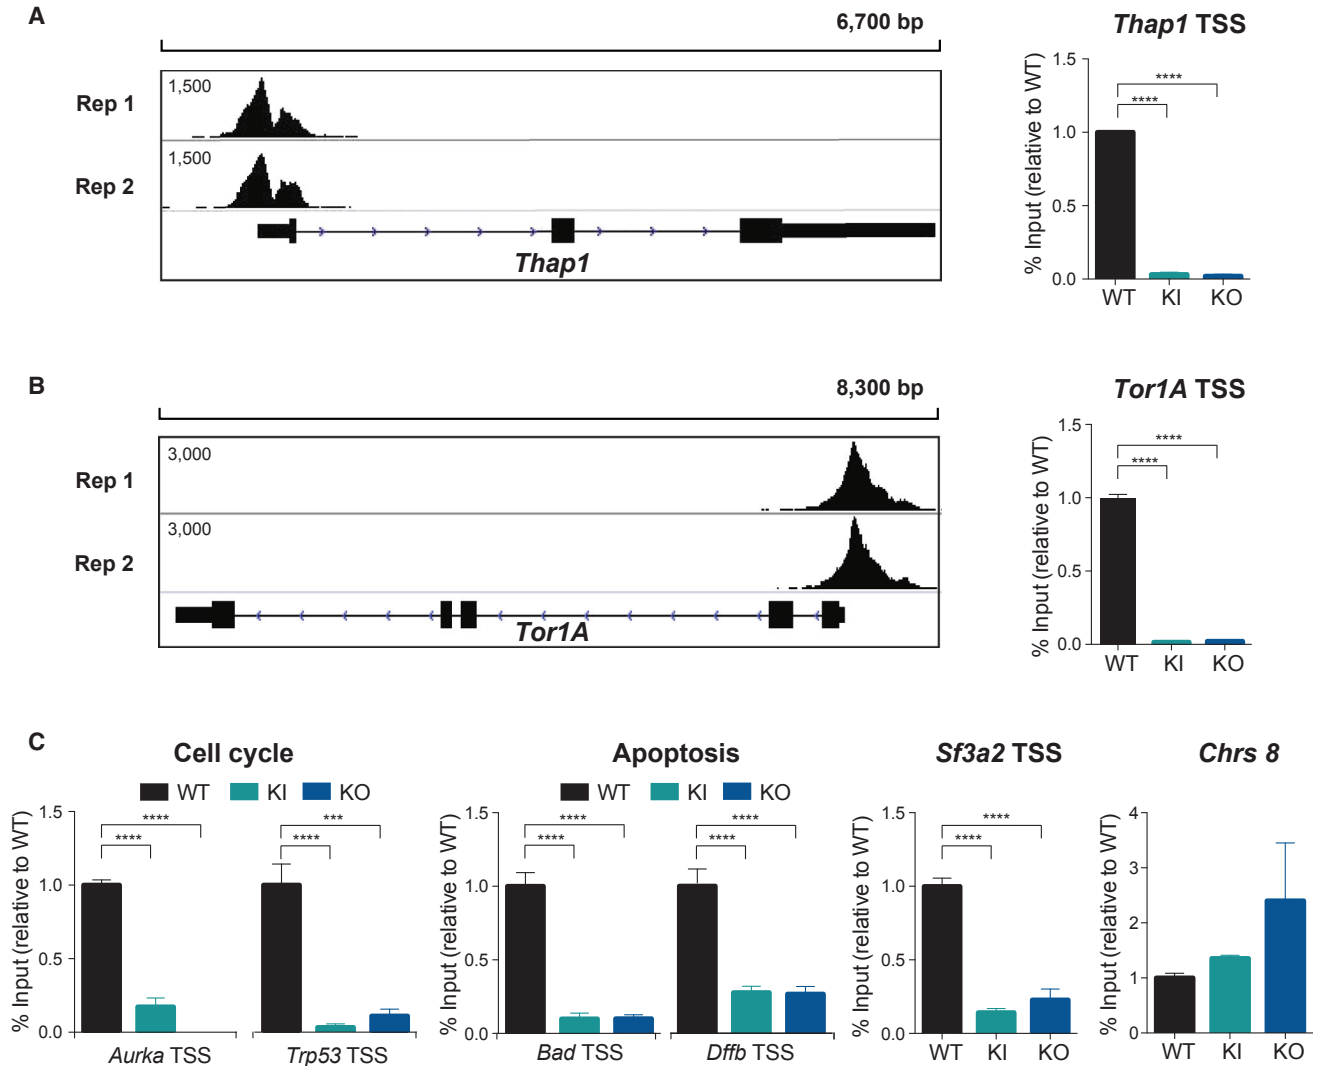 A
6,700 bp
Thap1 TSS
Rep 1
1,500
Rep 2
1,500
Thap1
% Input (relative to WT)
1.5
1.0
0.5
0.0
****
****
WT KI KO
B
8,300 bp
Tor1A TSS
Rep 1
3,000
Rep 2
3,000
Tor1A
% Input (relative to WT)
1.5
1.0
0.5
0.0
****
****
WT KI KO
C
Cell cycle
WT KI KO
% Input (relative to WT)
1.5
1.0
0.5
0.0
****
****
Aurka TSS
***
****
Trp53 TSS
Apoptosis
WT KI KO
% Input (relative to WT)
1.5
1.0
0.5
0.0
****
****
Bad TSS
****
****
Dffb TSS
Sf3a2 TSS
% Input (relative to WT)
1.5
1.0
0.5
0.0
****
****
WT KI KO
Chrs 8
% Input (relative to WT)
4
3
2
1
0
WT KI KO